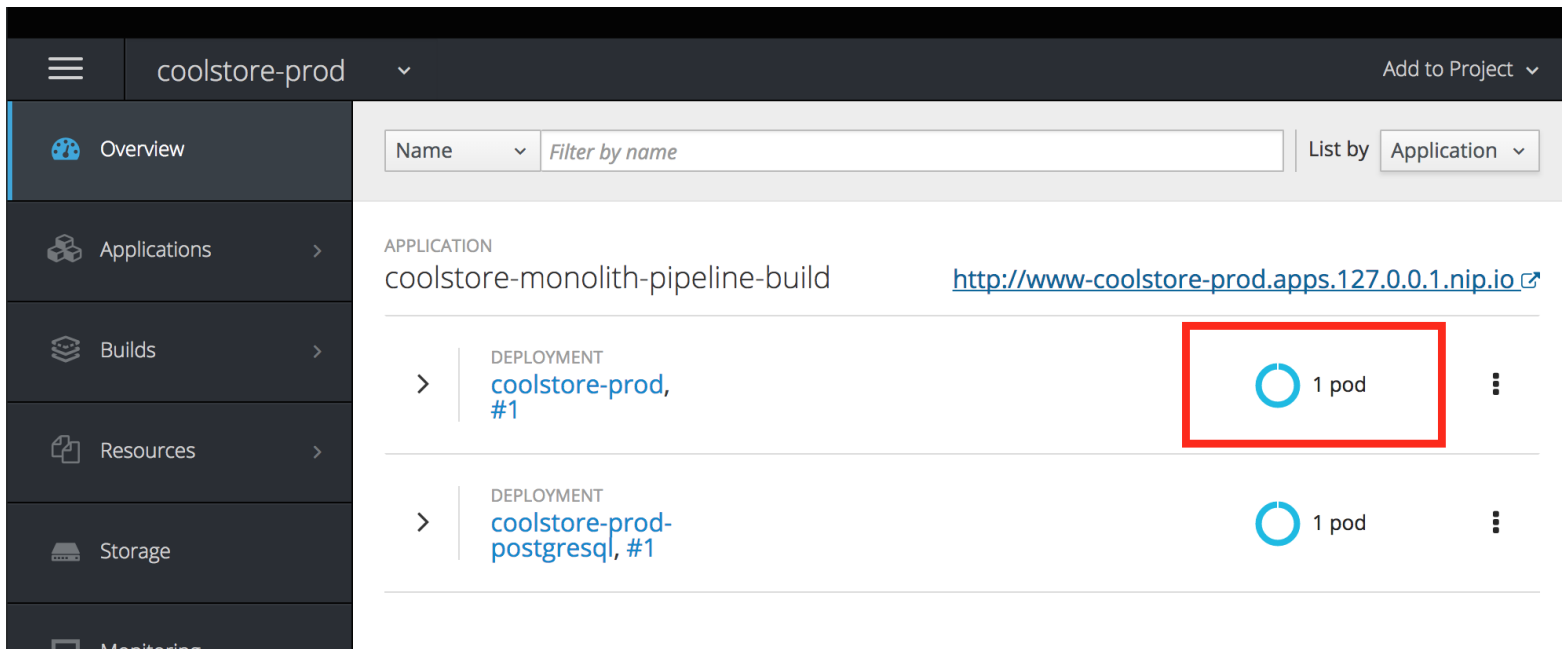 coolstore-prod
Add to Project
Overview
Name
Filter by name
List by
Application
Applications
APPLICATION
coolstore-monolith-pipeline-build
http://www-coolstore-prod.apps.127.0.0.1.nip.io
Builds
DEPLOYMENT
coolstore-prod,
#1
1 pod
Resources
DEPLOYMENT
coolstore-prod-
postgresql, #1
1 pod
Storage
Monitoring